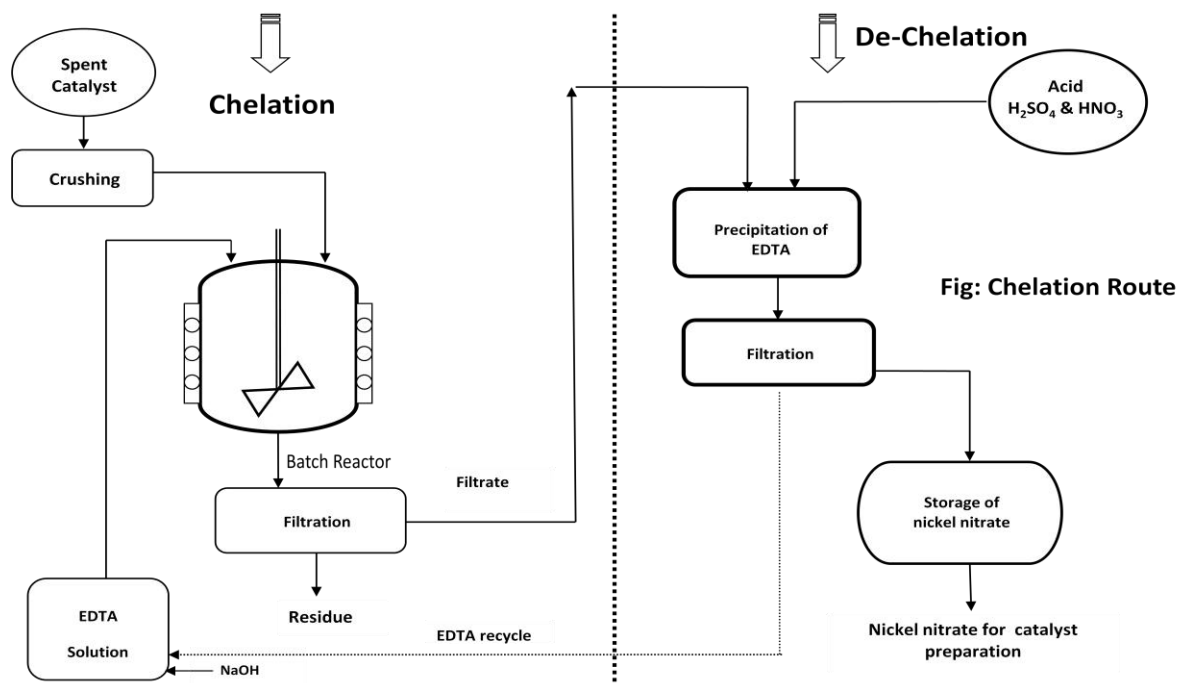 De-Chelation
Spent
Catalyst
Chelation
Acid
H₂SO₄ & HNO₃
Crushing
Precipitation of
EDTA
Fig: Chelation Route
Filtration
Batch Reactor
Filtrate
Filtration
Storage of
nickel nitrate
Residue
EDTA
Solution
EDTA recycle
NaOH
Nickel nitrate for catalyst
preparation